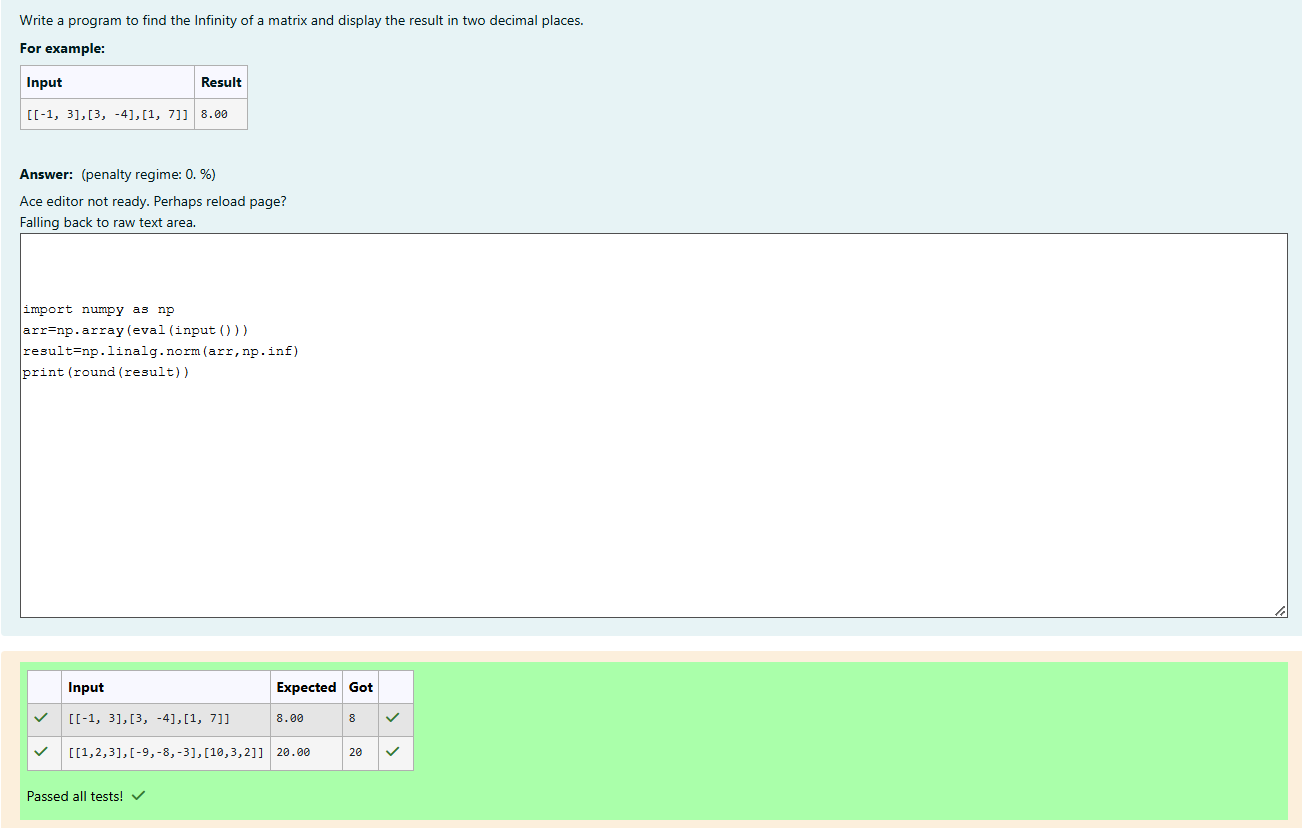 Write a program to find the Infinity of a matrix and display the result in two decimal places.
For example:
Input Result
[[-1, 3],[3, -4],[1, 7]] 8.00
Answer: (penalty regime: 0. %)
Ace editor not ready. Perhaps reload page?
Falling back to raw text area.
import numpy as np
arr=np.array(eval(input()))
result=np.linalg.norm(arr,np.inf)
print(round(result))
Input Expected Got
[[-1, 3],[3, -4],[1, 7]] 8.00 8
[[1,2,3],[-9,-8,-3],[10,3,2]] 20.00 20
Passed all tests!